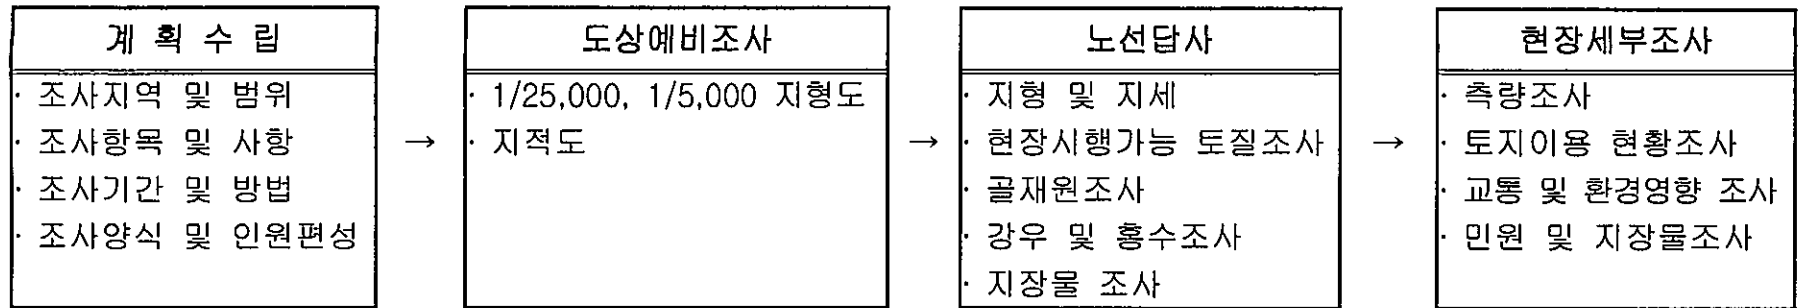 계 획 수 립
· 조사지역 및 범위
· 조사항목 및 사항
· 조사기간 및 방법
· 조사양식 및 인원편성
→
도상예비조사
· 1/25,000, 1/5,000 지형도
· 지적도
→
노선답사
· 지형 및 지세
· 현장시행가능 토질조사
· 골재원조사
· 강우 및 홍수조사
· 지장물 조사
→
현장세부조사
· 측량조사
· 토지이용 현황조사
· 교통 및 환경영향 조사
· 민원 및 지장물조사